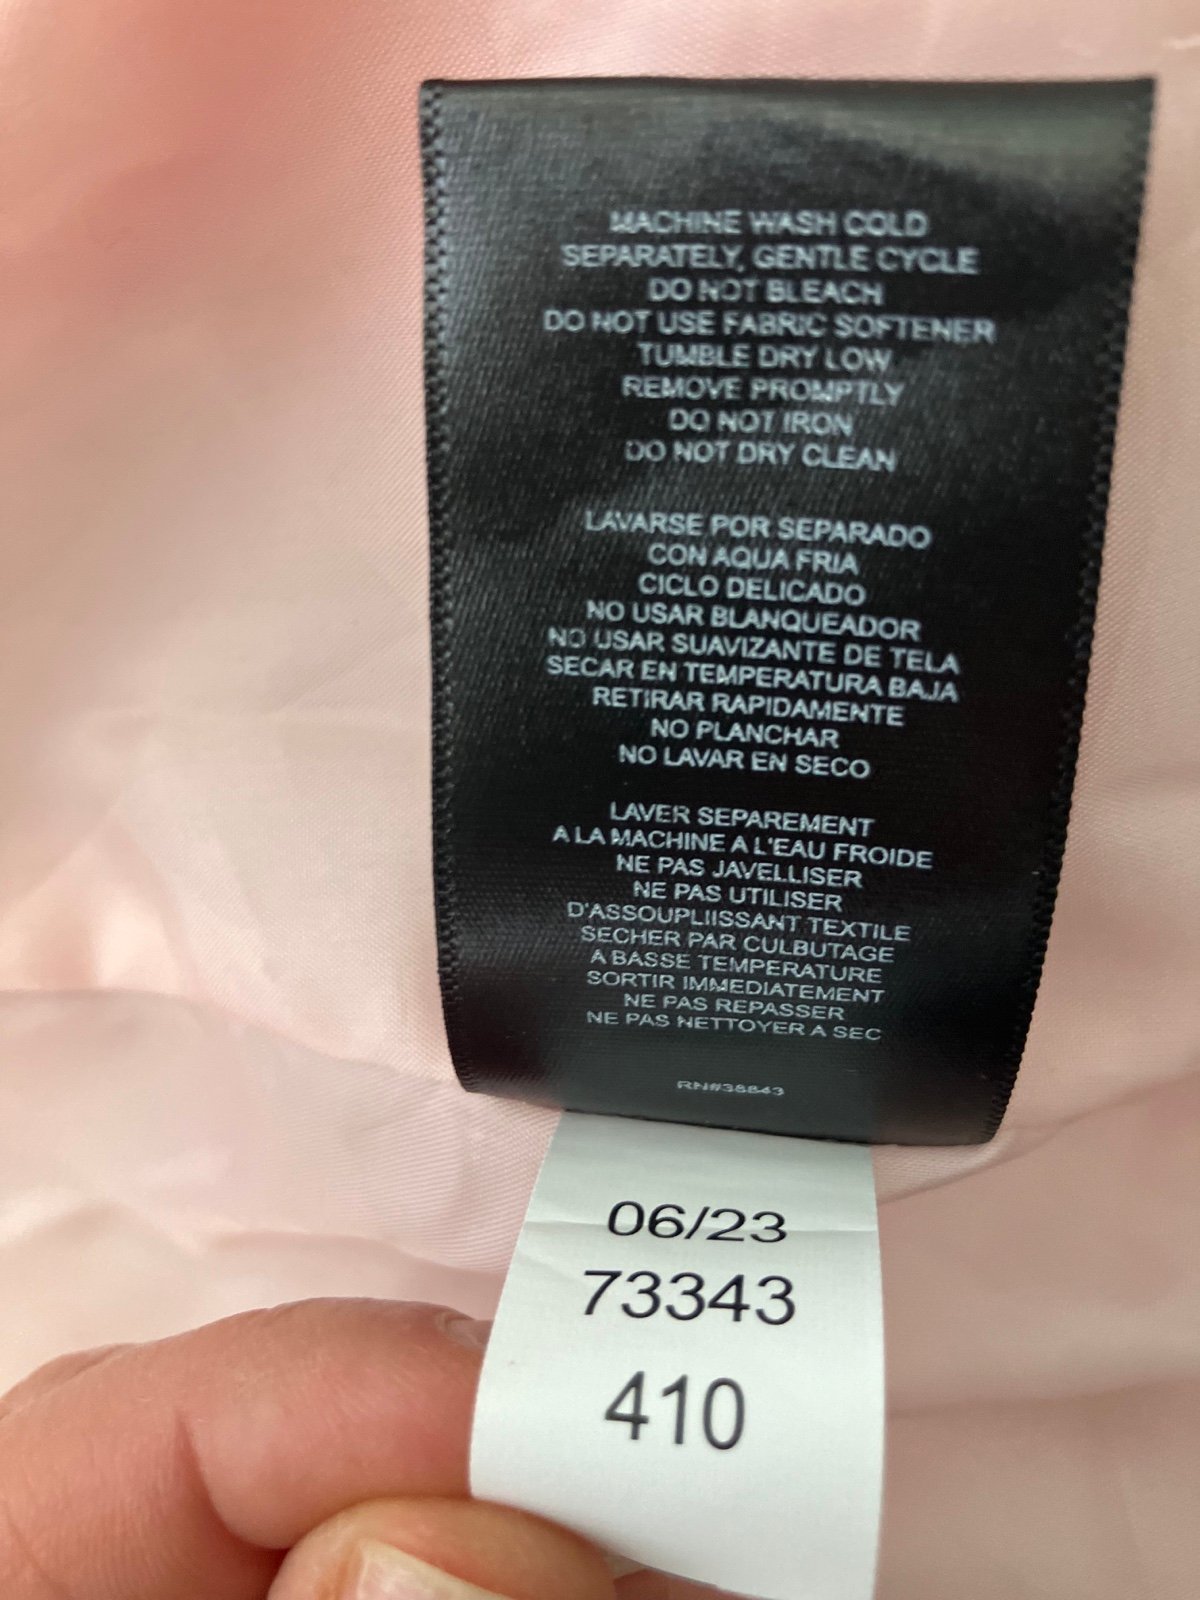 MACHINE WASH COLD
SEPARATELY, GENTLE CYCLE
DO NOT BLEACH
DO NOT USE FABRIC SOFTENER
TUMBLE DRY LOW
REMOVE PROMPTLY
DO NOT IRON
DO NOT DRY CLEAN
LAVARSE POR SEPARADO
CON AQUA FRIA
CICLO DELICADO
NO USAR BLANQUEADOR
NO USAR SUAVIZANTE DE TELA
SECAR EN TEMPERATURA BAJA
RETIRAR RAPIDAMENTE
NO PLANCHAR
NO LAVAR EN SECO
LAVER SEPAREMENT
A LA MACHINE A L'EAU FROIDE
NE PAS JAVELLISER
NE PAS UTILISER
D'ASSOUPLIISSANT TEXTILE
SECHER PAR CULBUTAGE
A BASSE TEMPERATURE
SORTIR IMMEDIATEMENT
NE PAS REPASSER
NE PAS NETTOYER A SEC
RN#38843
06/23
73343
410